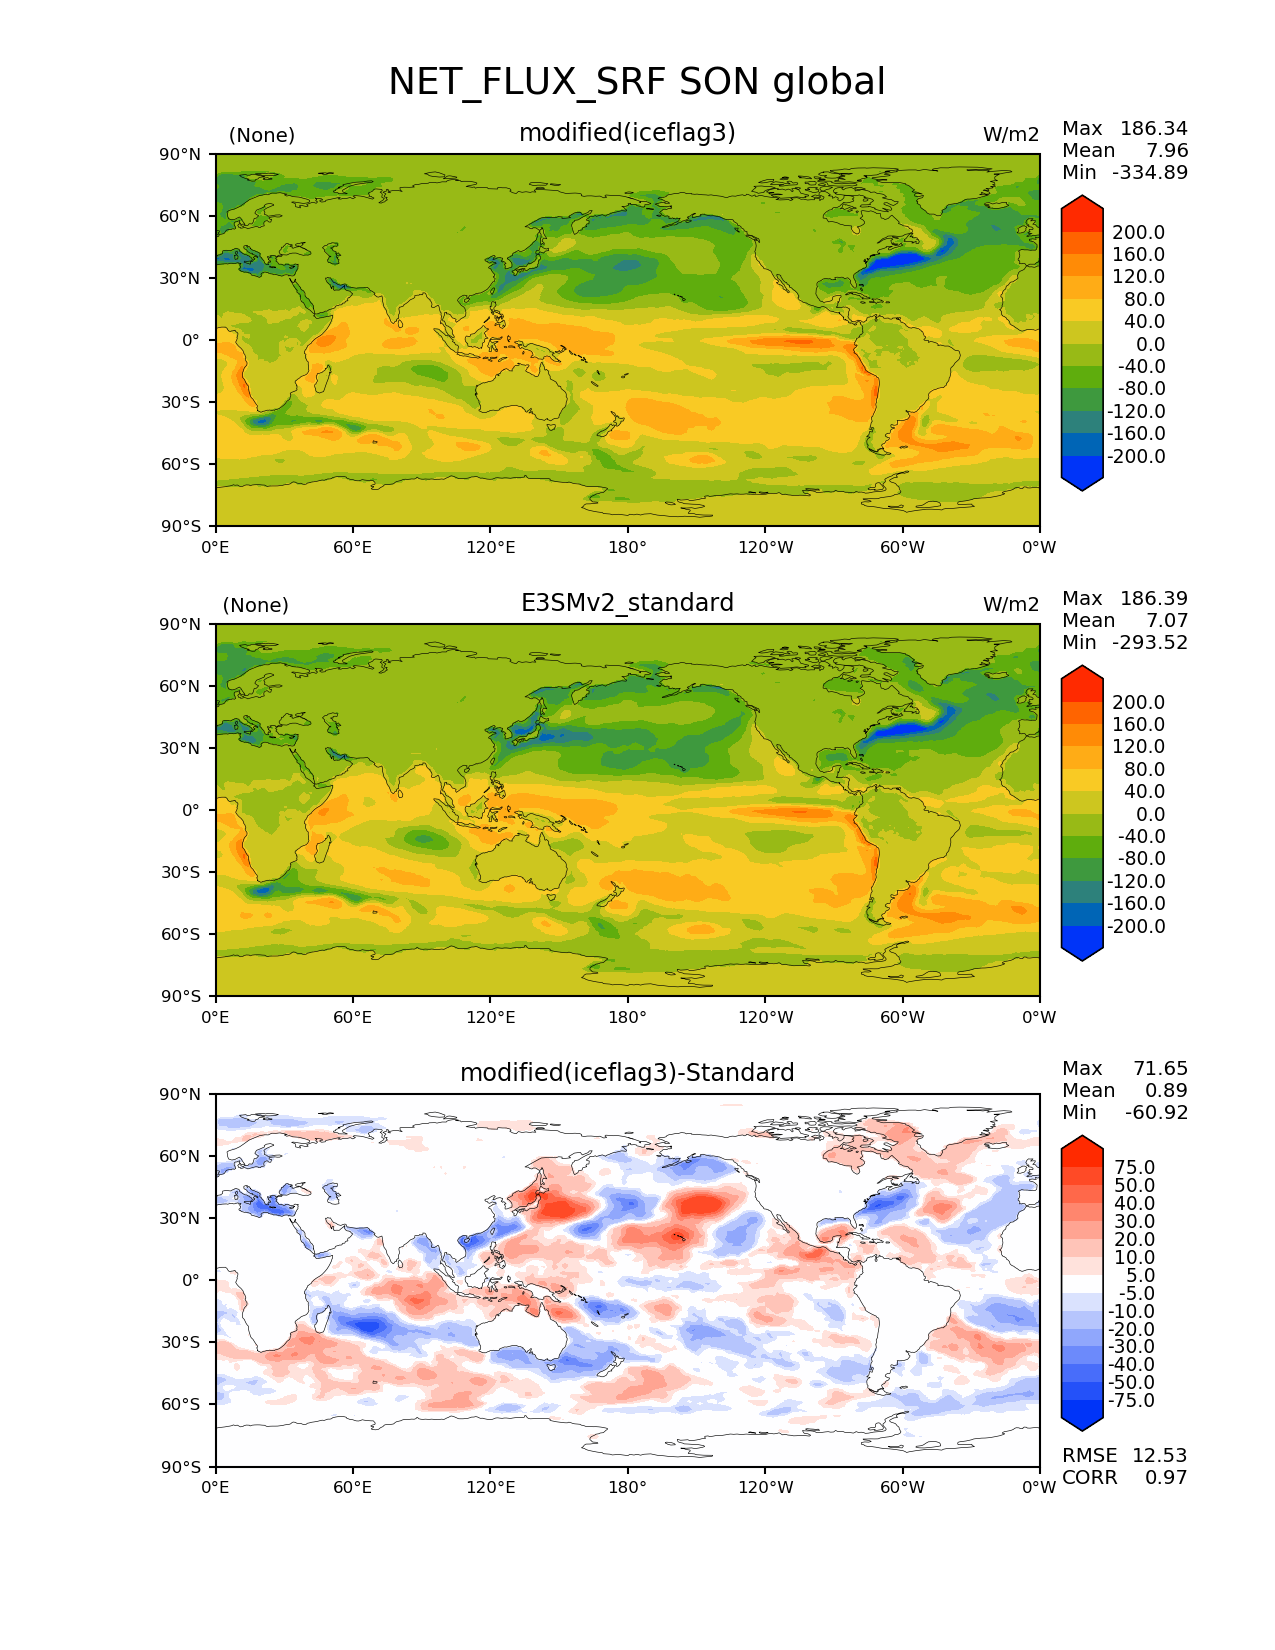 NET_FLUX_SRF SON global
(None) modified(iceflag3) W/m2
Max 186.34
Mean 7.96
Min -334.89
90°N
60°N
30°N
0°
30°S
60°S
90°S
0°E 60°E 120°E 180° 120°W 60°W 0°W
200.0
160.0
120.0
80.0
40.0
0.0
-40.0
-80.0
-120.0
-160.0
-200.0
(None) E3SMv2_standard W/m2
Max 186.39
Mean 7.07
Min -293.52
90°N
60°N
30°N
0°
30°S
60°S
90°S
0°E 60°E 120°E 180° 120°W 60°W 0°W
200.0
160.0
120.0
80.0
40.0
0.0
-40.0
-80.0
-120.0
-160.0
-200.0
modified(iceflag3)-Standard
Max 71.65
Mean 0.89
Min -60.92
90°N
60°N
30°N
0°
30°S
60°S
90°S
0°E 60°E 120°E 180° 120°W 60°W 0°W
75.0
50.0
40.0
30.0
20.0
10.0
5.0
-5.0
-10.0
-20.0
-30.0
-40.0
-50.0
-75.0
RMSE 12.53
CORR 0.97